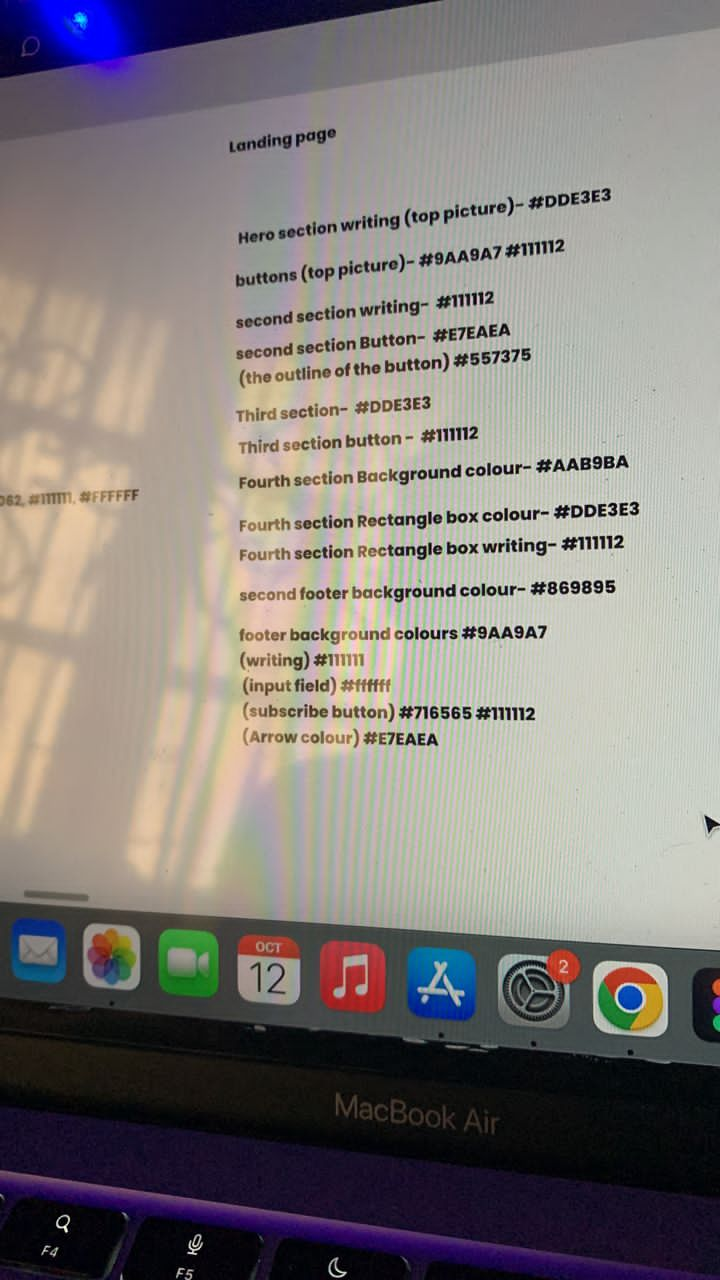 Landing page
Hero section writing (top picture)- #DDE3E3
buttons (top picture)- #9AA9A7 #111112
second section writing- #111112
second section Button- #E7EAEA
(the outline of the button) #557375
Third section- #DDE3E3
Third section button - #111112
Fourth section Background colour- #AAB9BA
062, #111111, #FFFFFF
Fourth section Rectangle box colour- #DDE3E3
Fourth section Rectangle box writing- #111112
second footer background colour- #869895
footer background colours #9AA9A7
(writing) #111111
(input field) #ffffff
(subscribe button) #716565 #111112
(Arrow colour) #E7EAEA
OCT
12
2
MacBook Air
F4
F5